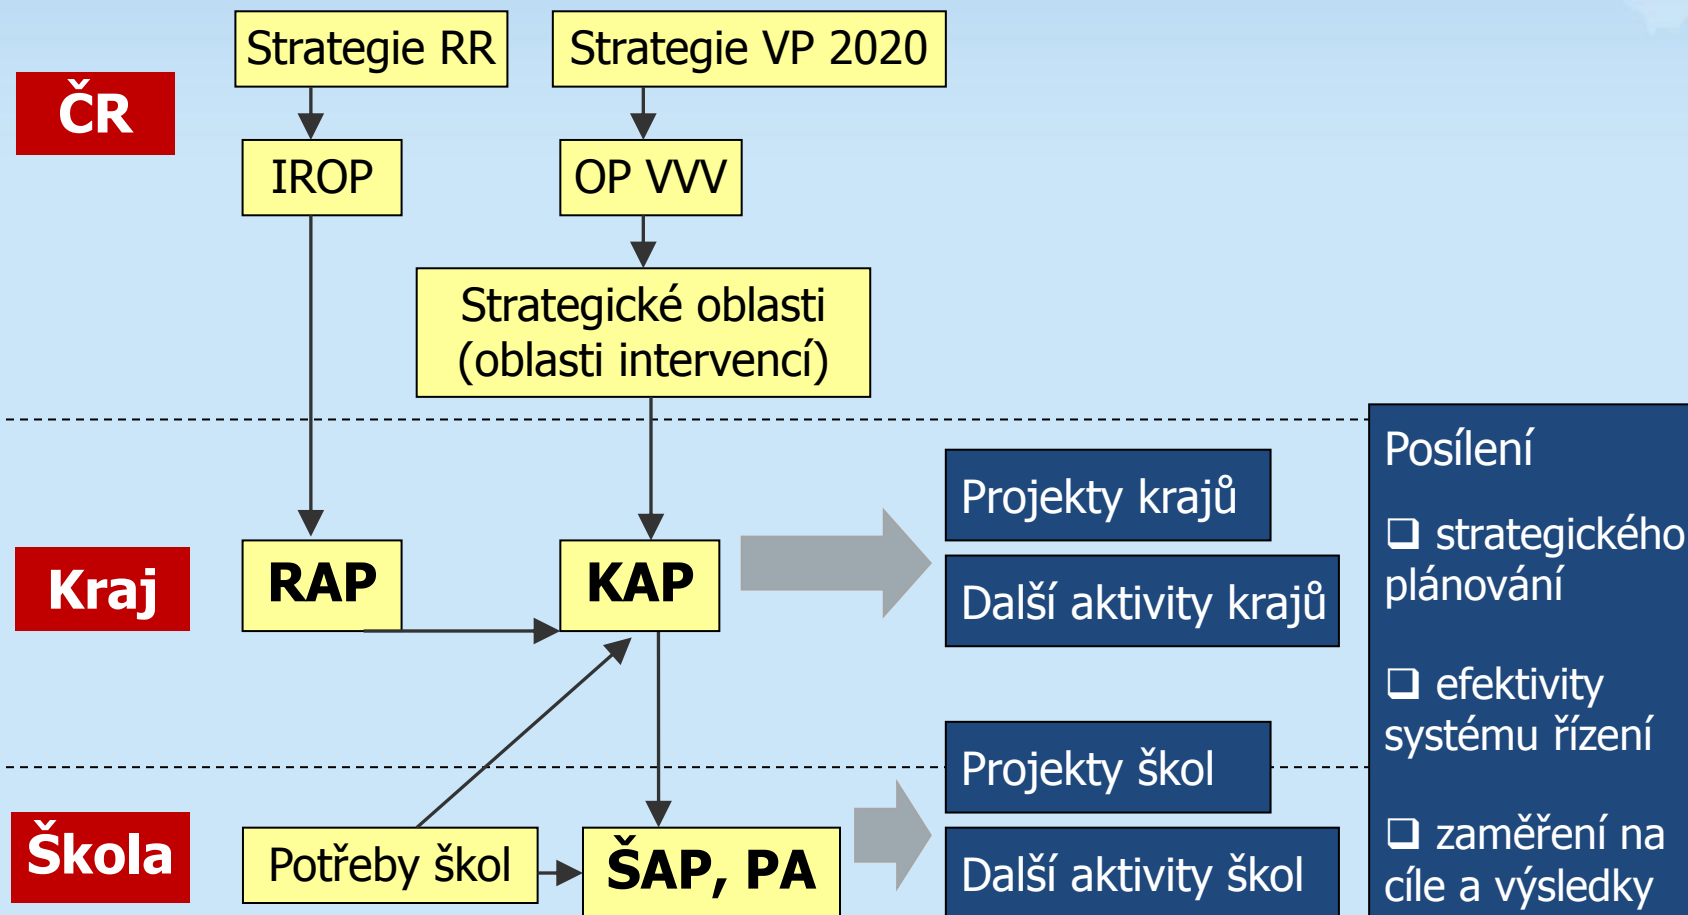 Strategie RR
Strategie VP 2020
ČR
IROP
OP VVV
Strategické oblasti
(oblasti intervencí)
Kraj
RAP
KAP
Projekty krajů
Další aktivity krajů
Škola
Potřeby škol
ŠAP, PA
Projekty škol
Další aktivity škol
Posílení
❑ strategického
plánování
❑ efektivity
systému řízení
❑ zaměření na
cíle a výsledky